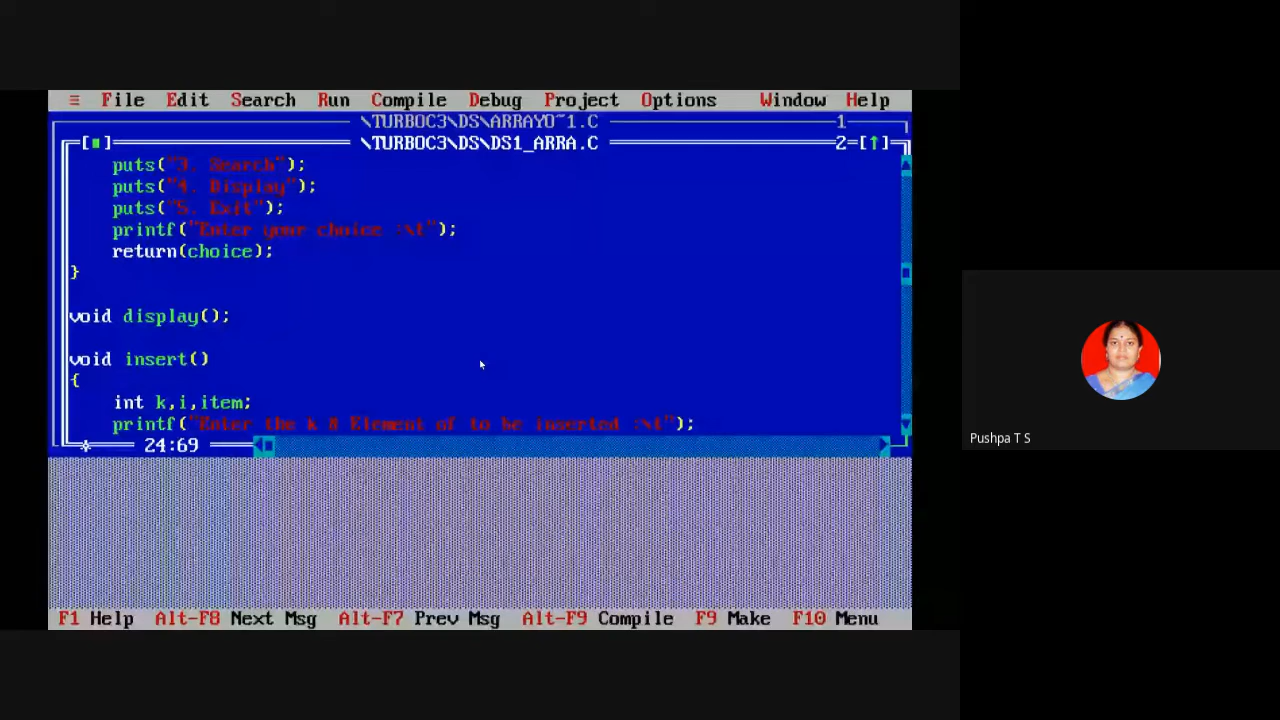 ≡ File Edit Search Run Compile Debug Project Options Window Help
\TURBOC3\DS\ARRAYO~1.C 1
[■] \TURBOC3\DS\DS1_ARRA.C 2=[↑]
puts("3. Search");
puts("4. Display");
puts("5. Exit");
printf("Enter your choice :\t");
return(choice);
}
void display();
void insert()
{
int k,i,item;
printf("Enter the k N Element of to be inserted :\t");
24:69
F1 Help Alt-F8 Next Msg Alt-F7 Prev Msg Alt-F9 Compile F9 Make F10 Menu
Pushpa T S